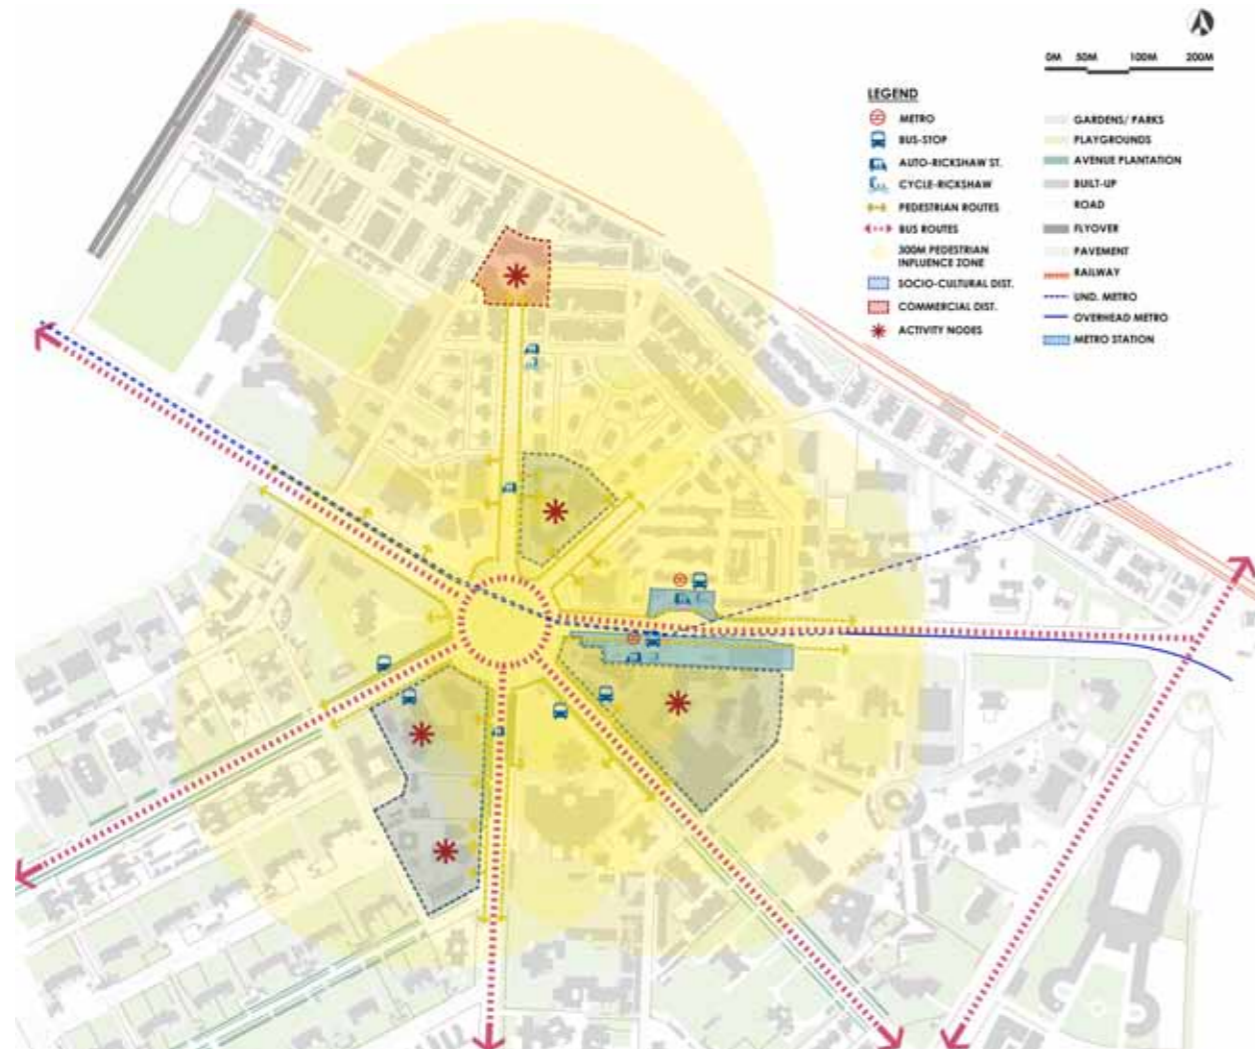 0M 50M 100M 200M
LEGEND
METRO
BUS-STOP
AUTO-RICKSHAW ST.
CYCLE-RICKSHAW
PEDESTRIAN ROUTES
BUS ROUTES
300M PEDESTRIAN
INFLUENCE ZONE
SOCIO-CULTURAL DIST.
COMMERCIAL DIST.
ACTIVITY NODES
GARDENS/ PARKS
PLAYGROUNDS
AVENUE PLANTATION
BUILT-UP
ROAD
FLYOVER
PAVEMENT
RAILWAY
UND. METRO
OVERHEAD METRO
METRO STATION